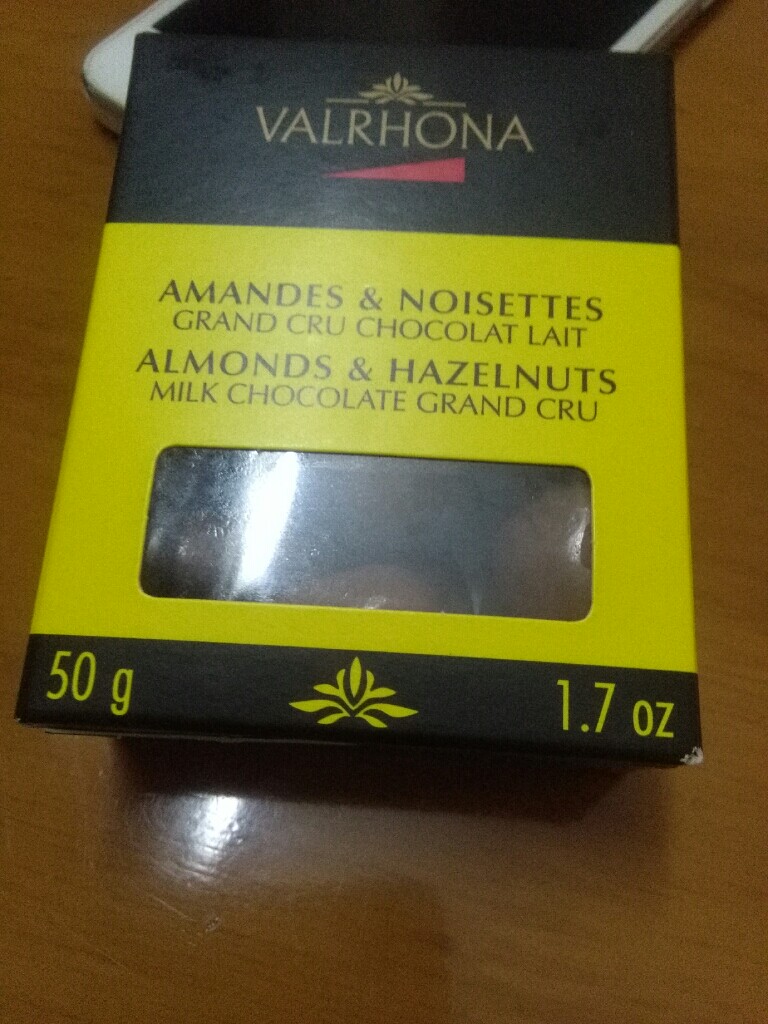 VALRHONA
AMANDES & NOISETTES
GRAND CRU CHOCOLAT LAIT
ALMONDS & HAZELNUTS
MILK CHOCOLATE GRAND CRU
50 g
1.7 oz